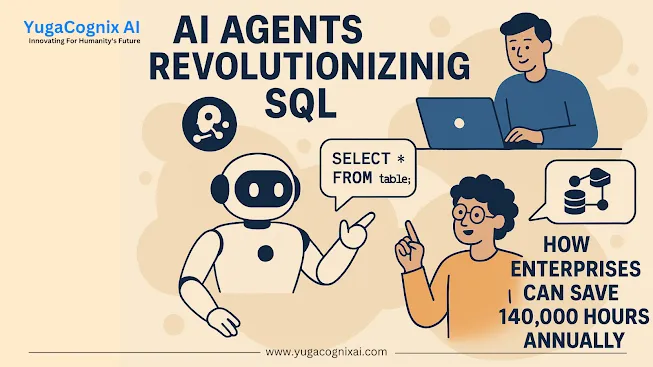 YugaCognix AI
Innovating For Humanity's Future
AI AGENTS
REVOLUTIONIZINIG
SQL
SELECT *
FROM table;
HOW
ENTERPRISES
CAN SAVE
140,000 HOURS
ANNUALLY
www.yugacognixai.com